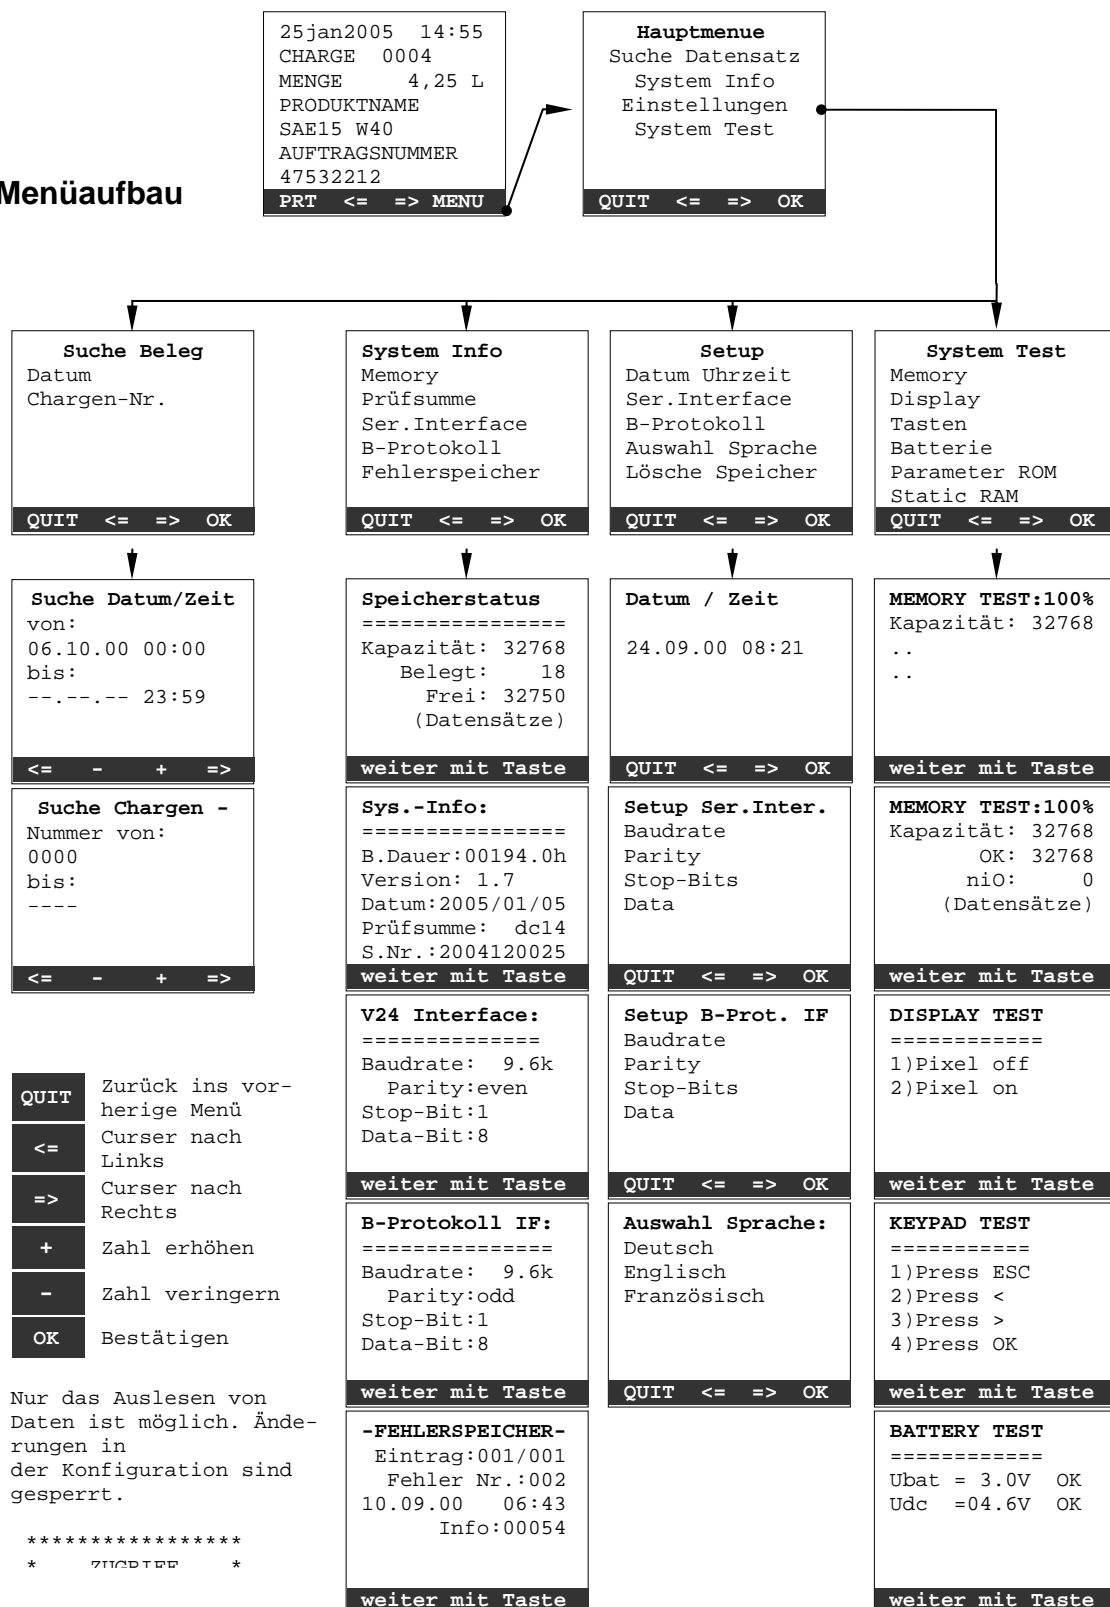 25jan2005 14:55
CHARGE 0004
MENGE 4,25 L
PRODUKTNAME
SAE15 W40
AUFTRAGSNUMMER
47532212
PRT <= => MENU
Hauptmenue
Suche Datensatz
System Info
Einstellungen
System Test
QUIT <= => OK
Menüaufbau
Suche Beleg
Datum
Chargen-Nr.
QUIT <= => OK
System Info
Memory
Prüfsumme
Ser.Interface
B-Protokoll
Fehlerspeicher
QUIT <= => OK
Setup
Datum Uhrzeit
Ser.Interface
B-Protokoll
Auswahl Sprache
Lösche Speicher
QUIT <= => OK
System Test
Memory
Display
Tasten
Batterie
Parameter ROM
Static RAM
QUIT <= => OK
Suche Datum/Zeit
von:
06.10.00 00:00
bis:
--.--.-- 23:59
<= - + =>
Suche Chargen -
Nummer von:
0000
bis:
----
<= - + =>
Speicherstatus
================
Kapazität: 32768
Belegt: 18
Frei: 32750
(Datensätze)
weiter mit Taste
Sys.-Info:
================
B.Dauer:00194.0h
Version: 1.7
Datum:2005/01/05
Prüfsumme: dc14
S.Nr.:2004120025
weiter mit Taste
V24 Interface:
==============
Baudrate: 9.6k
Parity:even
Stop-Bit:1
Data-Bit:8
weiter mit Taste
B-Protokoll IF:
===============
Baudrate: 9.6k
Parity:odd
Stop-Bit:1
Data-Bit:8
weiter mit Taste
-FEHLERSPEICHER-
Eintrag:001/001
Fehler Nr.:002
10.09.00 06:43
Info:00054
weiter mit Taste
Datum / Zeit
24.09.00 08:21
QUIT <= => OK
Setup Ser.Inter.
Baudrate
Parity
Stop-Bits
Data
QUIT <= => OK
Setup B-Prot. IF
Baudrate
Parity
Stop-Bits
Data
QUIT <= => OK
Auswahl Sprache:
Deutsch
Englisch
Französisch
QUIT <= => OK
MEMORY TEST:100%
Kapazität: 32768
..
..
weiter mit Taste
MEMORY TEST:100%
Kapazität: 32768
OK: 32768
niO: 0
(Datensätze)
weiter mit Taste
DISPLAY TEST
============
1)Pixel off
2)Pixel on
weiter mit Taste
KEYPAD TEST
===========
1)Press ESC
2)Press <
3)Press >
4)Press OK
weiter mit Taste
BATTERY TEST
============
Ubat = 3.0V OK
Udc =04.6V OK
weiter mit Taste
QUIT Zurück ins vor-
herige Menü
<= Curser nach
Links
=> Curser nach
Rechts
+ Zahl erhöhen
- Zahl veringern
OK Bestätigen
Nur das Auslesen von
Daten ist möglich. Ände-
rungen in
der Konfiguration sind
gesperrt.
*****************
* ZUGRIFF *